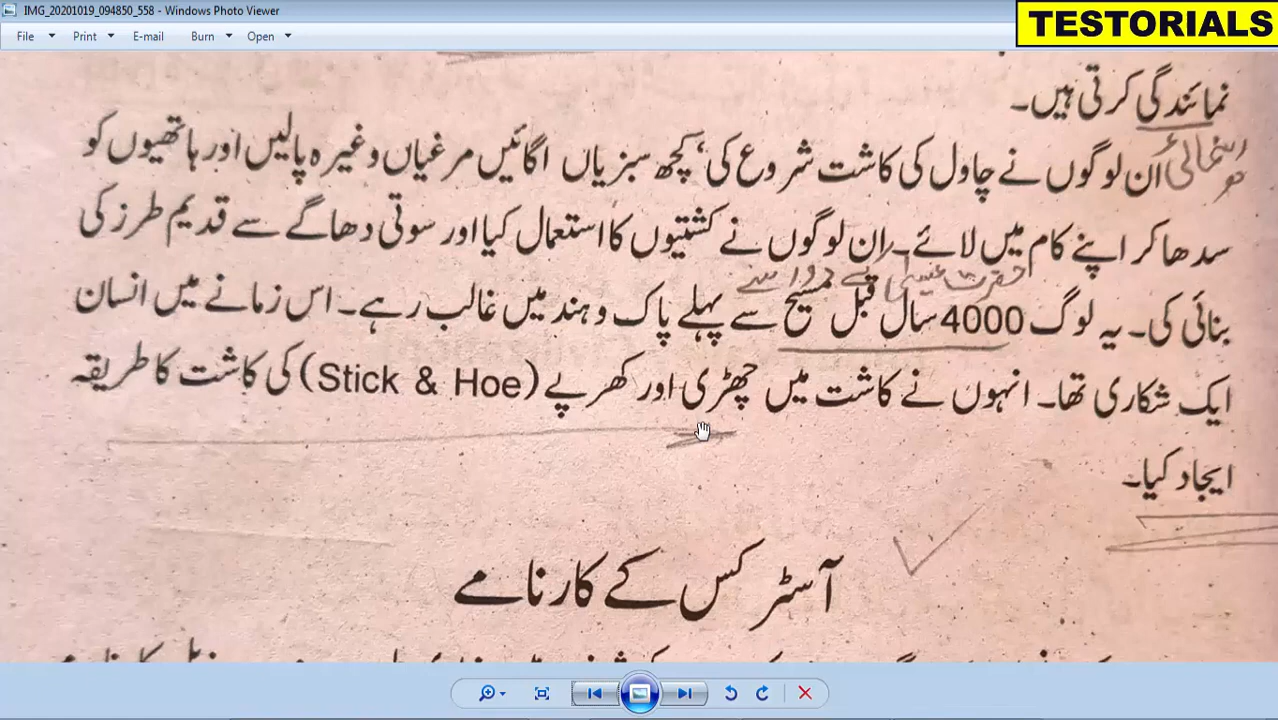 IMG_20201019_094850_558 - Windows Photo Viewer
TESTORIALS
File Print E-mail Burn Open
نمائندگی کرتی ہیں۔
ان لوگوں نے چاول کی کاشت شروع کی، کچھ سبزیاں اگائیں مرغیاں وغیرہ پالیں اور ہاتھیوں کو
سدھا کر اپنے کام میں لائے۔ ان لوگوں نے کشتیوں کا استعمال کیا اور سوتی دھاگے سے قدیم طرز کی
حضرت عیسیٰ
بنائی کی۔ یہ لوگ 4000 سال قبل مسیح سے پہلے پاک و ہند میں غالب رہے۔ اس زمانے میں انسان
ایک شکاری تھا۔ انہوں نے کاشت میں چھڑی اور کھرپے (Stick & Hoe) کی کاشت کا طریقہ
ایجاد کیا۔
آسٹرکس کے کارنامے